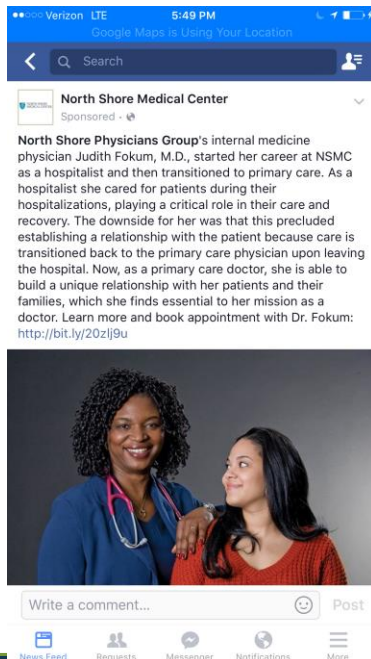 Verizon LTE 5:49 PM
Google Maps is Using Your Location
Search
North Shore Medical Center
Sponsored ·
North Shore Physicians Group's internal medicine
physician Judith Fokum, M.D., started her career at NSMC
as a hospitalist and then transitioned to primary care. As a
hospitalist she cared for patients during their
hospitalizations, playing a critical role in their care and
recovery. The downside for her was that this precluded
establishing a relationship with the patient because care is
transitioned back to the primary care physician upon leaving
the hospital. Now, as a primary care doctor, she is able to
build a unique relationship with her patients and their
families, which she finds essential to her mission as a
doctor. Learn more and book appointment with Dr. Fokum:
http://bit.ly/20zlj9u
Write a comment... Post
News Feed Requests Messenger Notifications More